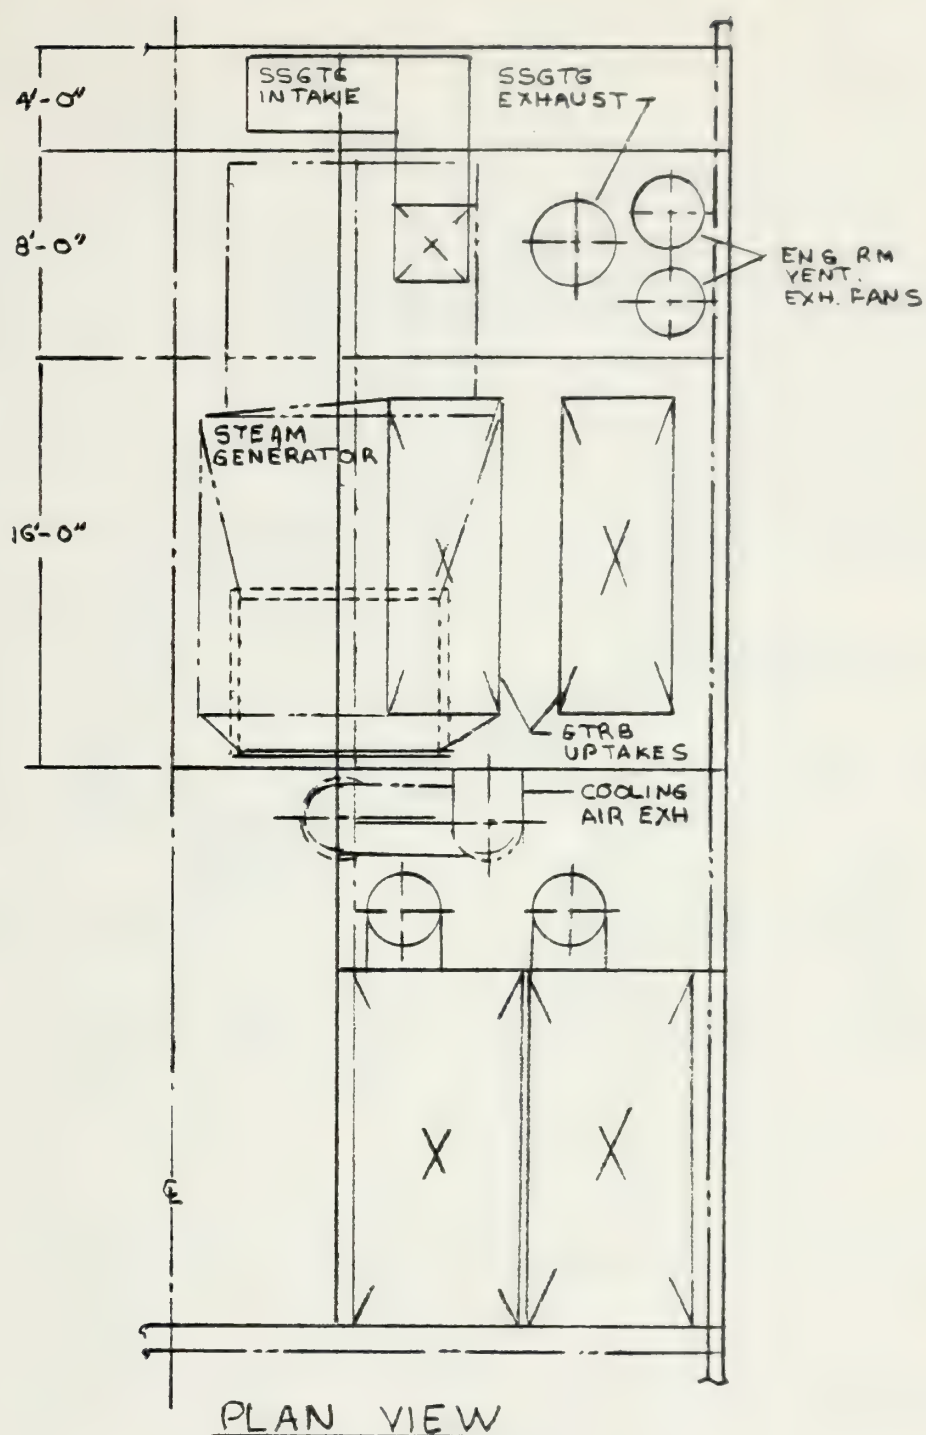 4'-0"
SSGTG
INTAKE
SSGTG
EXHAUST
8'-0"
ENG RM
VENT.
EXH. FANS
STEAM
GENERATOR
16'-0"
GTRB
UPTAKES
COOLING
AIR EXH
℄
PLAN VIEW